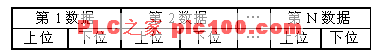 第1数据 第2数据 ::: 第N数据
PLC之家 plc100.com
上位 下位 上位 下位 ::: 上位 下位